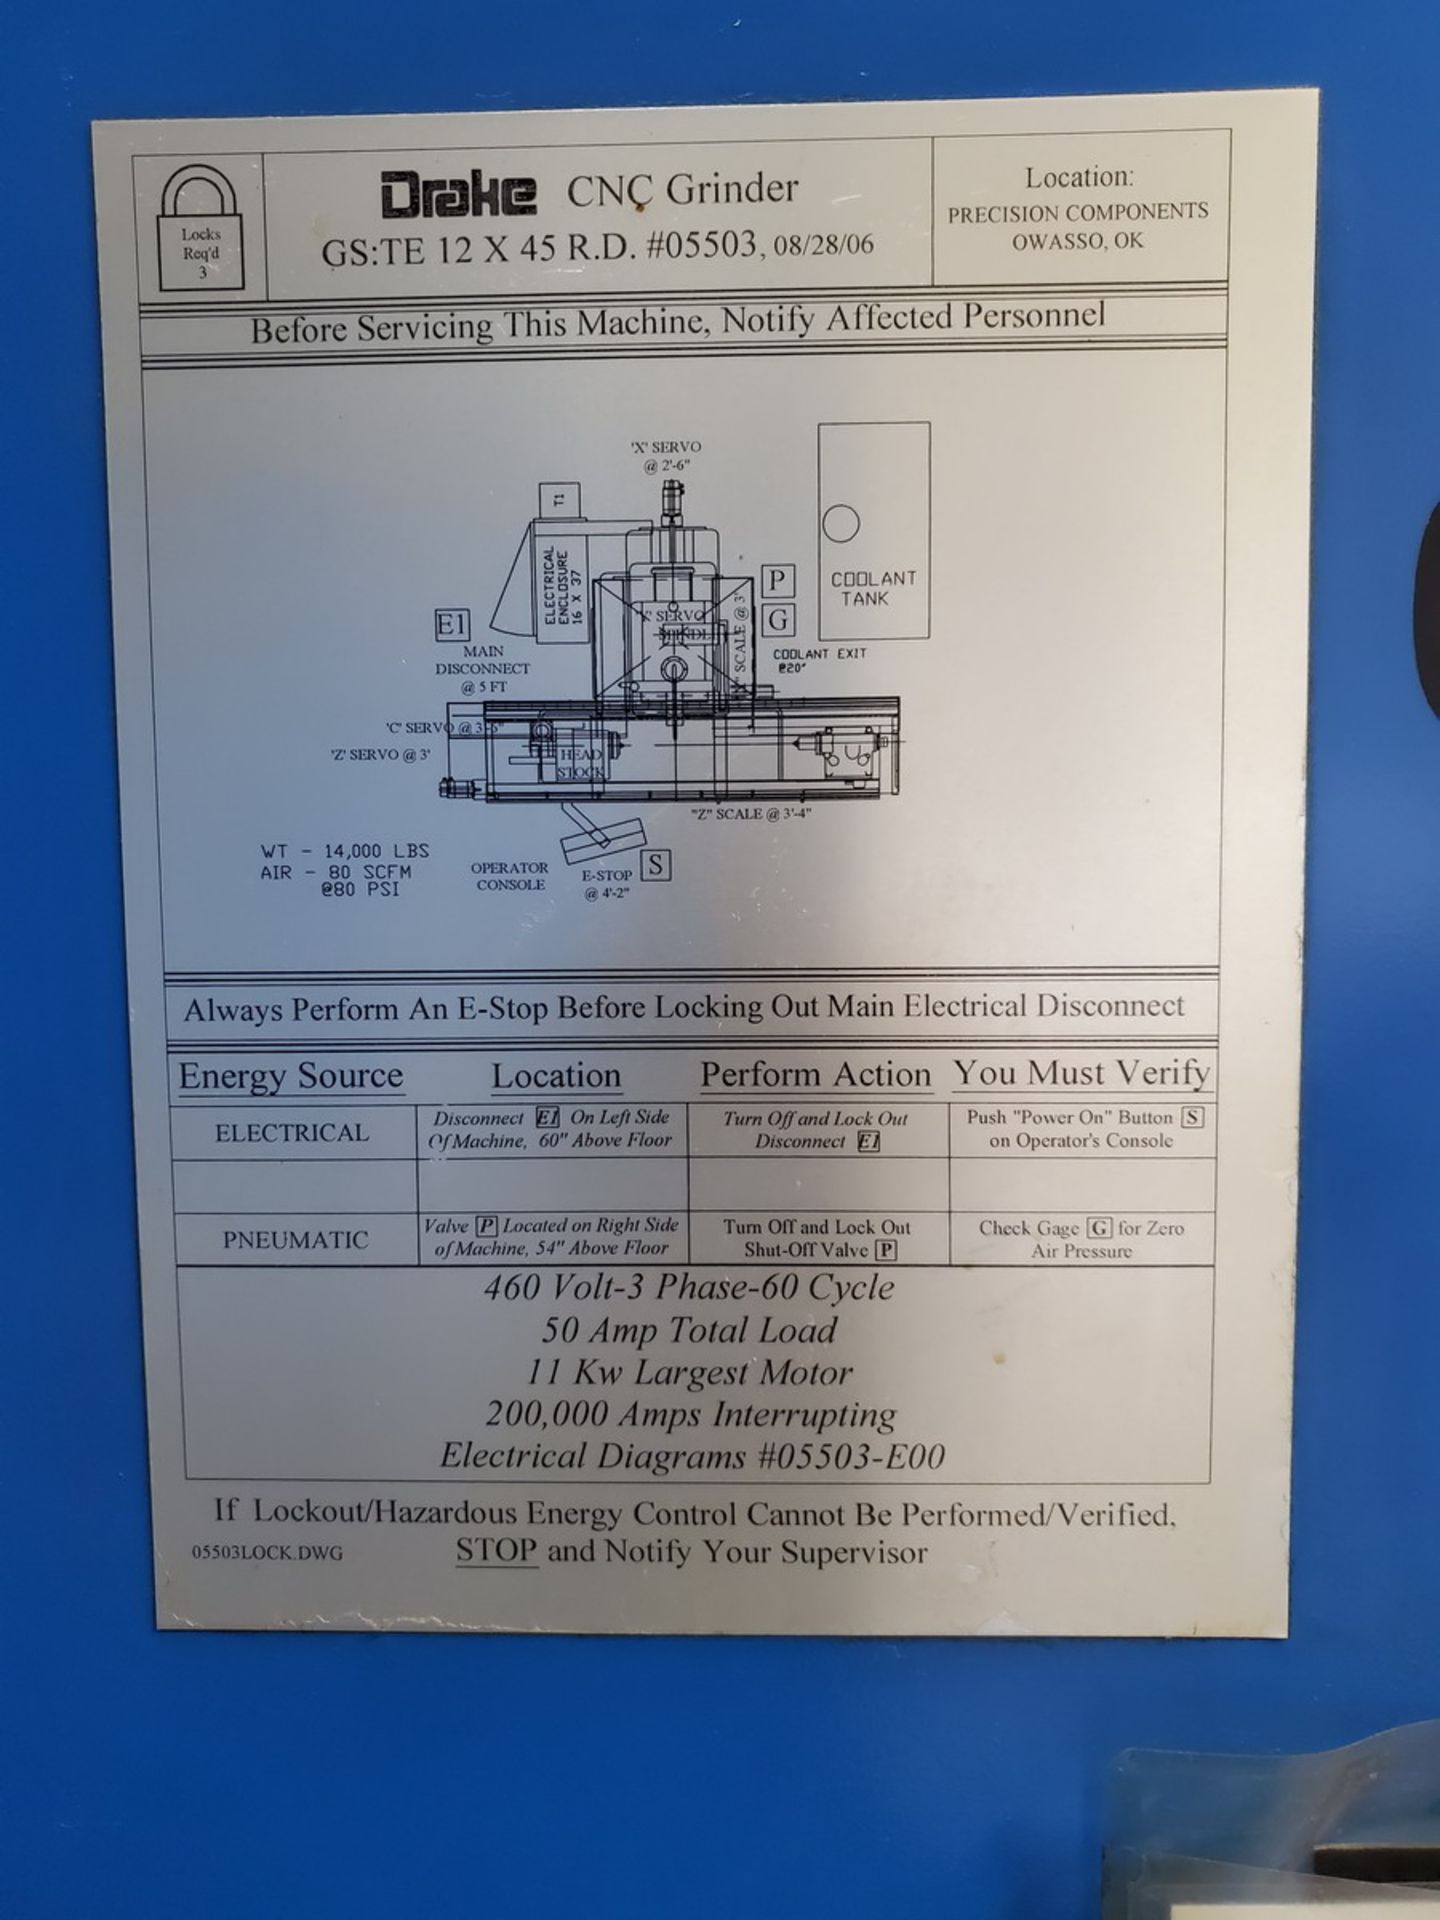 Locks
Req'd
3
Drake CNC Grinder
GS:TE 12 X 45 R.D. #05503, 08/28/06
Location:
PRECISION COMPONENTS
OWASSO, OK
Before Servicing This Machine, Notify Affected Personnel
'X' SERVO
@ 2'-6"
T1
ELECTRICAL
ENCLOSURE
16 X 37
P
G
COOLANT
TANK
E1
MAIN
DISCONNECT
@ 5 FT
SERVO
SCALE @ 3'
COOLANT EXIT
@20"
'C' SERVO @ 3'-6"
'Z' SERVO @ 3'
HEAD
STOCK
"Z" SCALE @ 3'-4"
WT - 14,000 LBS
AIR - 80 SCFM
@80 PSI
OPERATOR
CONSOLE
E-STOP
@ 4'-2"
S
Always Perform An E-Stop Before Locking Out Main Electrical Disconnect
Energy Source Location Perform Action You Must Verify
ELECTRICAL
Disconnect E1 On Left Side
Of Machine, 60" Above Floor
Turn Off and Lock Out
Disconnect E1
Push "Power On" Button S
on Operator's Console
PNEUMATIC
Valve P Located on Right Side
of Machine, 54" Above Floor
Turn Off and Lock Out
Shut-Off Valve P
Check Gage G for Zero
Air Pressure
460 Volt-3 Phase-60 Cycle
50 Amp Total Load
11 Kw Largest Motor
200,000 Amps Interrupting
Electrical Diagrams #05503-E00
If Lockout/Hazardous Energy Control Cannot Be Performed/Verified,
STOP and Notify Your Supervisor
05503LOCK.DWG